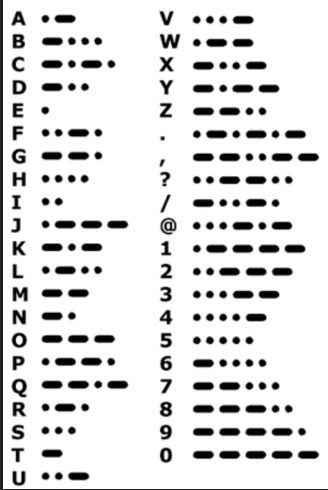 A •–
B –•••
C –•–•
D –••
E •
F ••–•
G ––•
H ••••
I ••
J •–––
K –•–
L •–••
M ––
N –•
O –––
P •––•
Q ––•–
R •–•
S •••
T –
U ••–
V •••–
W •––
X –••–
Y –•––
Z ––••
. •–•–•–
, ––••––
? ••––••
/ –••–•
@ •••–•–
1 •––––
2 ••–––
3 •••––
4 ••••–
5 •••••
6 –••••
7 ––•••
8 –––••
9 ––––•
0 –––––